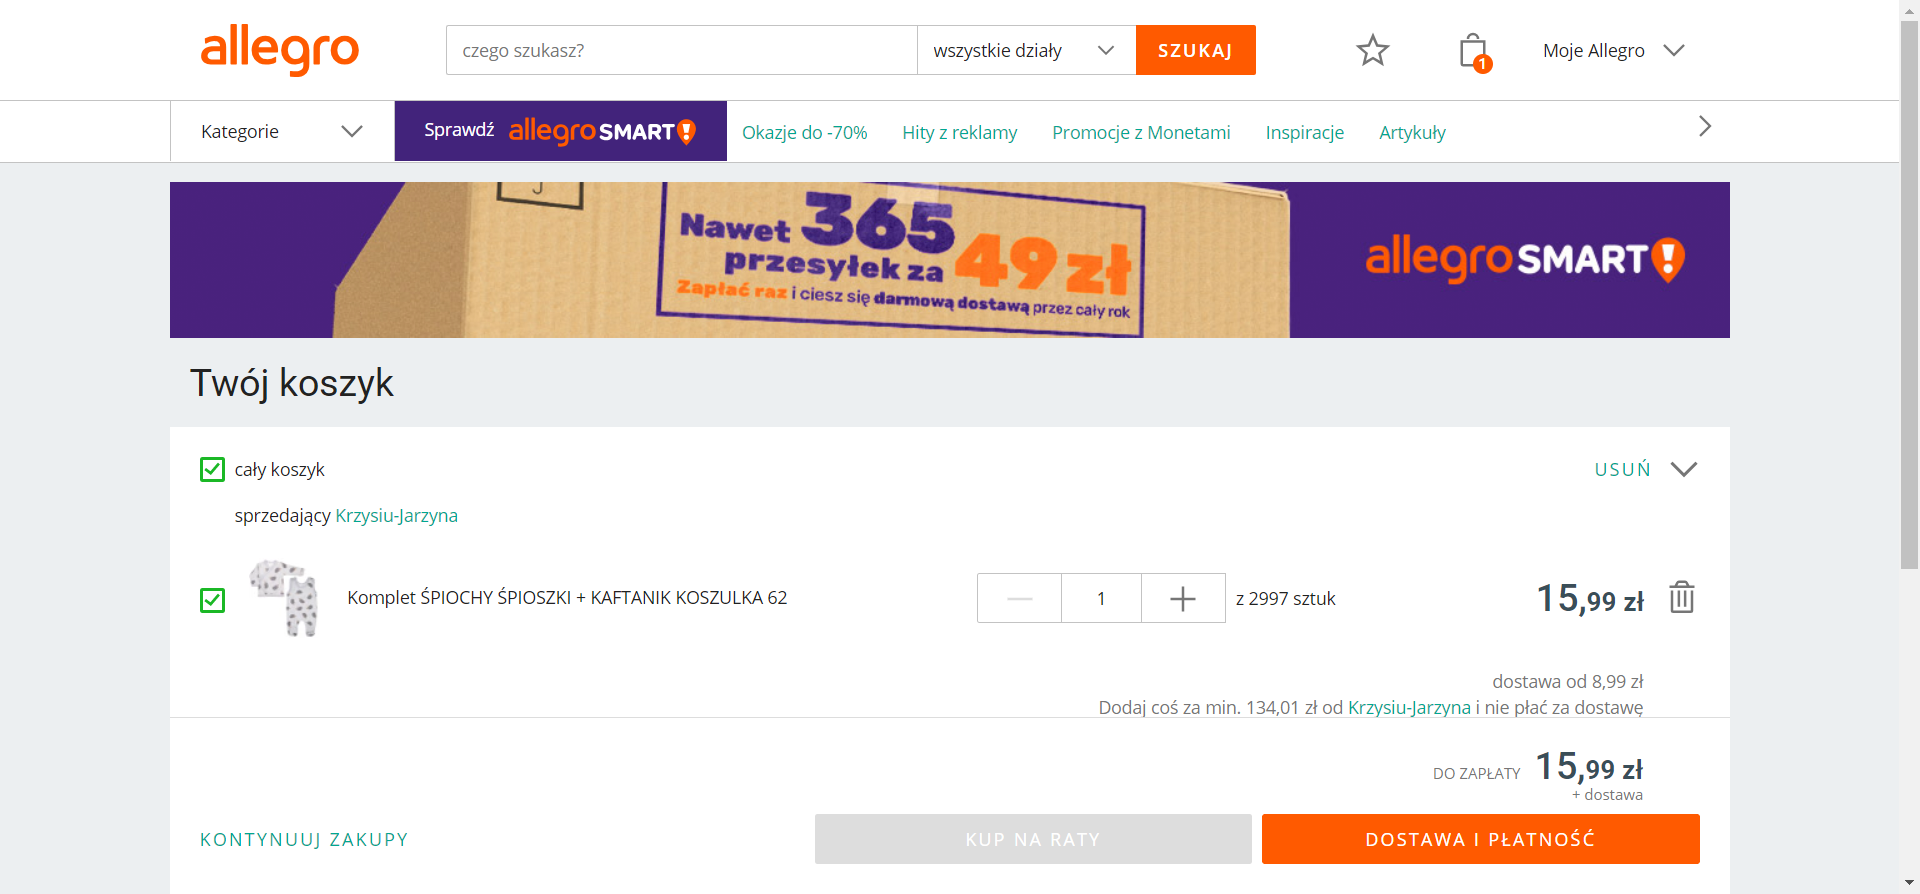 allegro
czego szukasz?
wszystkie działy
SZUKAJ
1
Moje Allegro
Kategorie
Sprawdź allegro SMART!
Okazje do -70%
Hity z reklamy
Promocje z Monetami
Inspiracje
Artykuły
Nawet 365
przesyłek za 49 zł
Zapłać raz i ciesz się darmową dostawą przez cały rok
allegro SMART!
Twój koszyk
cały koszyk
USUŃ
sprzedający Krzysiu-Jarzyna
Komplet ŚPIOCHY ŚPIOSZKI + KAFTANIK KOSZULKA 62
1
z 2997 sztuk
15,99 zł
dostawa od 8,99 zł
Dodaj coś za min. 134,01 zł od Krzysiu-Jarzyna i nie płać za dostawę
DO ZAPŁATY 15,99 zł
+ dostawa
KONTYNUUJ ZAKUPY
KUP NA RATY
DOSTAWA I PŁATNOŚĆ